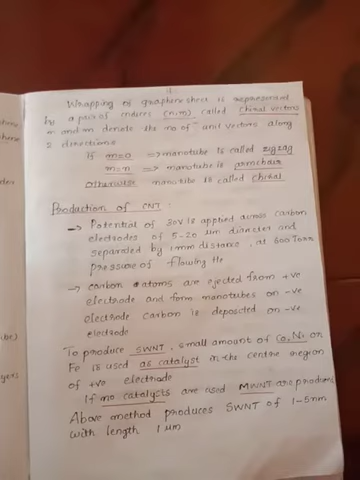 Wrapping of graphene sheet is represented
by a pair of indices (n,m) called chiral vectors
n and m denote the no of unit vectors along
2 directions
If m=0 => nanotube is called zigzag
m=n => nanotube is armchair
Otherwise nanotube is called chiral
Production of CNT:
→ Potential of 20V is applied across carbon
electrodes of 5-20 μm diameter and
separated by 1mm distance, at 500 Torr
pressure of flowing He
→ Carbon atoms are ejected from +ve
electrode and form nanotubes on -ve
electrode carbon is deposited on -ve
electrode
To produce SWNT, small amount of Co, Ni or
Fe is used as catalyst in the centre region
of +ve electrode
If no catalysts are used MWNT are produced
Above method produces SWNT of 1-5nm
with length 1μm